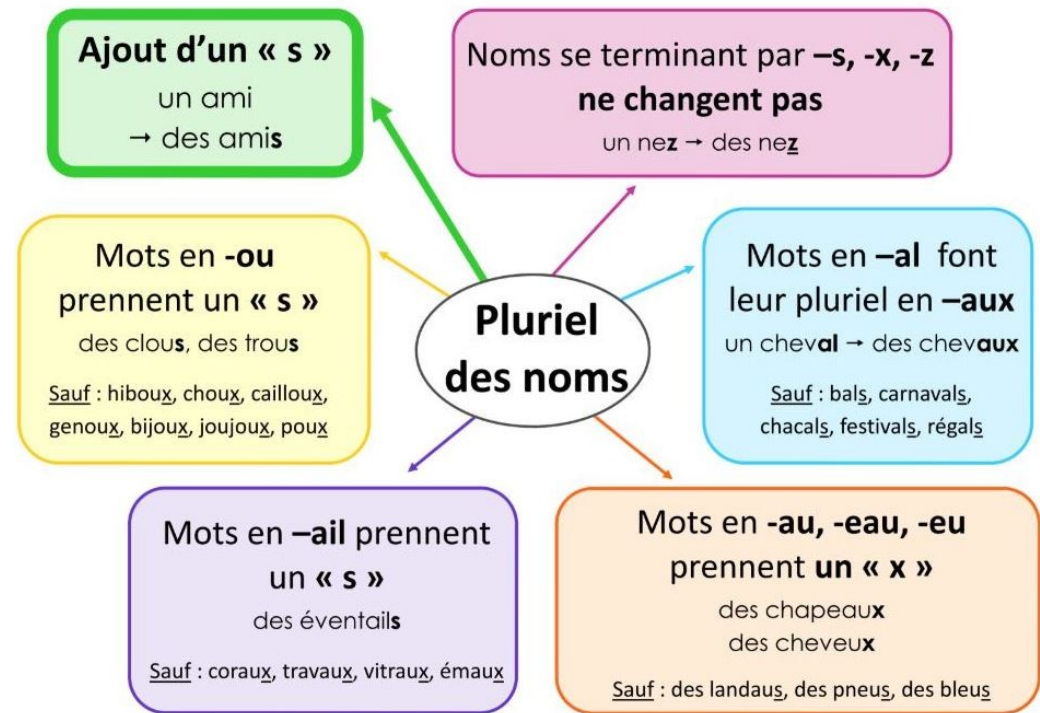 Ajout d'un « s »
un ami
→ des amis
Noms se terminant par –s, -x, -z
ne changent pas
un nez → des nez
Mots en -ou
prennent un « s »
des clous, des trous
Sauf : hiboux, choux, cailloux,
genoux, bijoux, joujoux, poux
Pluriel
des noms
Mots en –al font
leur pluriel en –aux
un cheval → des chevaux
Sauf : bals, carnavals,
chacals, festivals, régals
Mots en –ail prennent
un « s »
des éventails
Sauf : coraux, travaux, vitraux, émaux
Mots en -au, -eau, -eu
prennent un « x »
des chapeaux
des cheveux
Sauf : des landaus, des pneus, des bleus